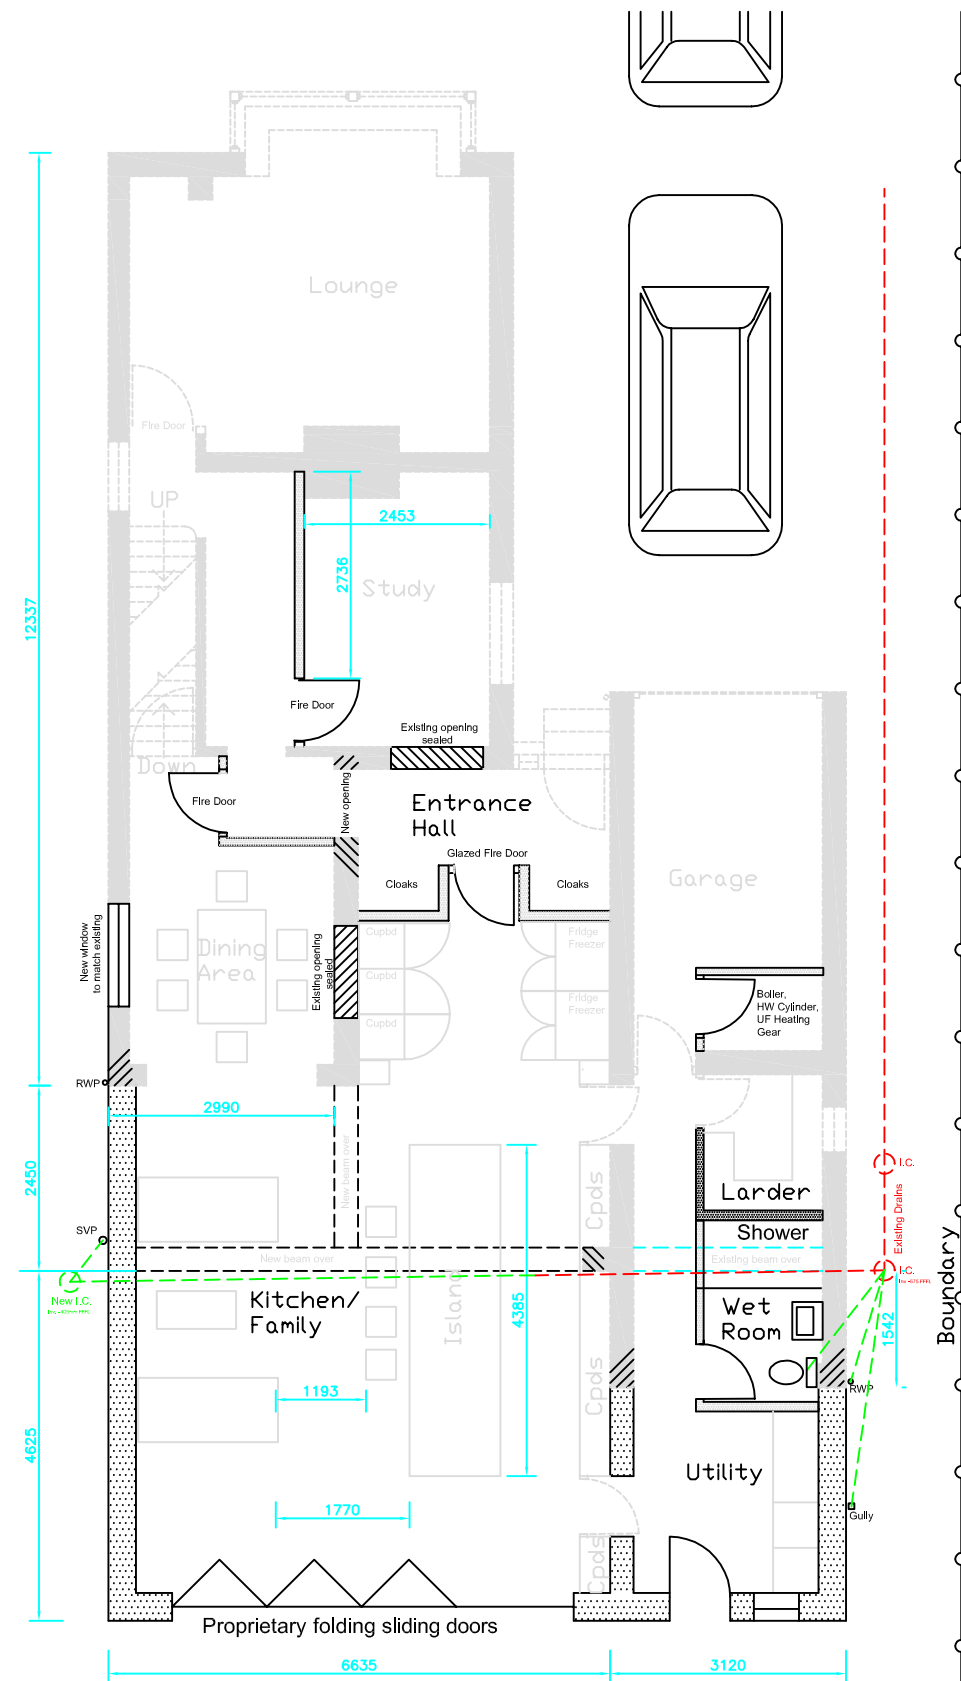 Lounge
Fire Door
UP
2453
2736
Study
12337
Fire Door
Existing opening
sealed
Down
Fire Door
New opening
Entrance
Hall
Glazed Fire Door
Cloaks
Cloaks
Garage
New window
to match existing
Dining
Area
Existing opening
sealed
Cupbd
Cupbd
Cupbd
Fridge
Freezer
Fridge
Freezer
Boiler,
HW Cylinder,
UF Heating
Gear
RWP
2990
2450
New beam over
Cpds
Larder
I.C.
Existing Drains
SVP
Shower
New beam over
Existing beam over
I.C.
Inv -675 FFFL
New I.C.
Kitchen/
Family
Island
4385
Wet
Room
1542
Boundary
RWP
1193
Cpds
4625
Utility
1770
Gully
Cpds
Proprietary folding sliding doors
6635
3120